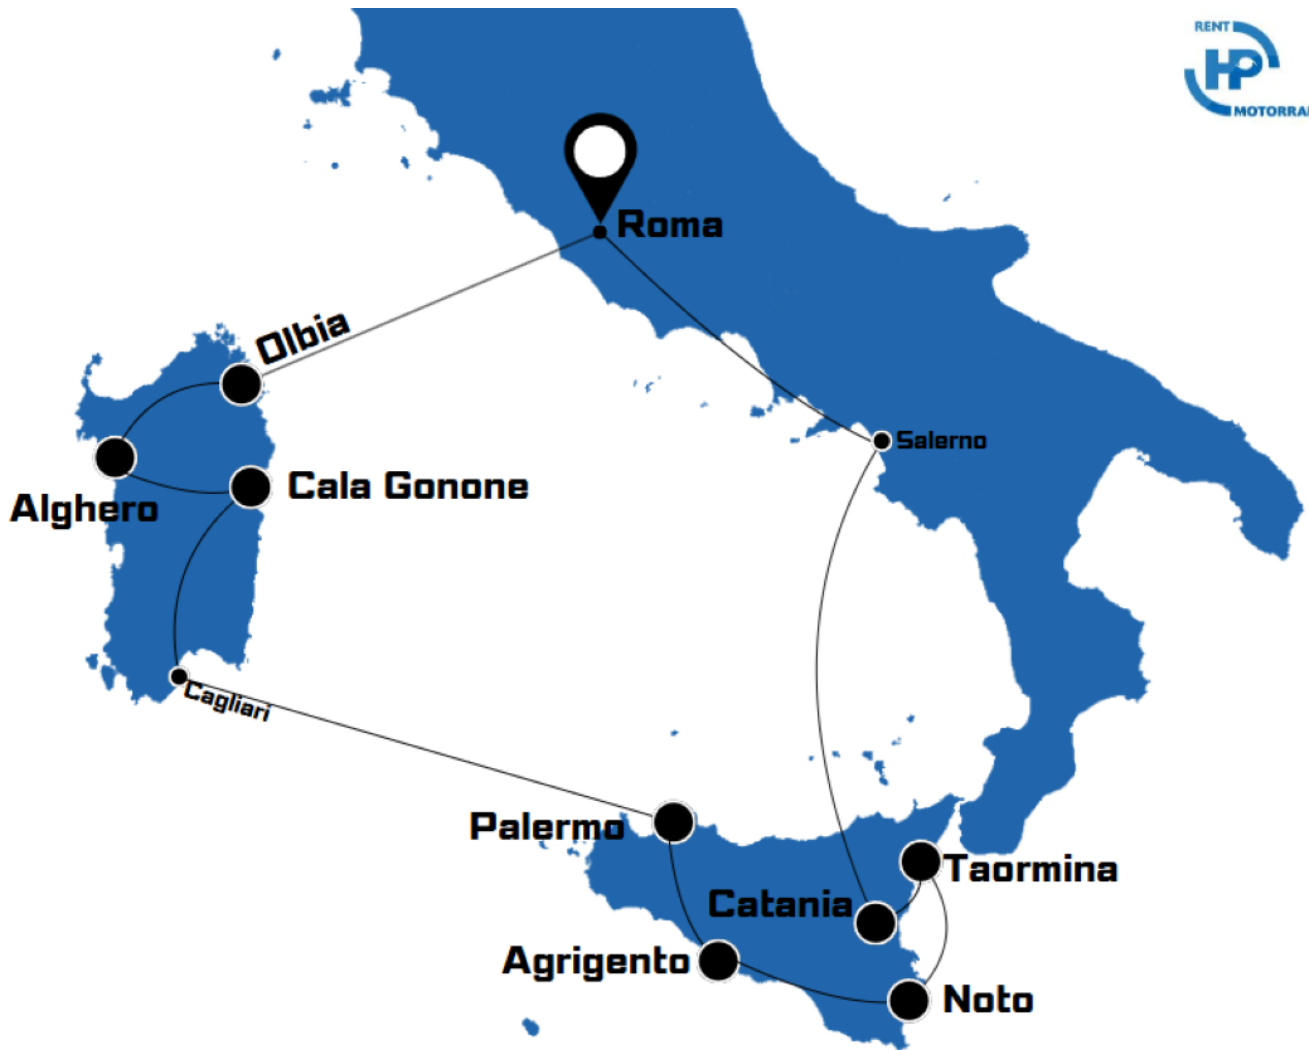 RENT
HP
MOTORRA
Roma
Olbia
Salerno
Cala Gonone
Alghero
Cagliari
Palermo
Taormina
Catania
Agrigento
Noto